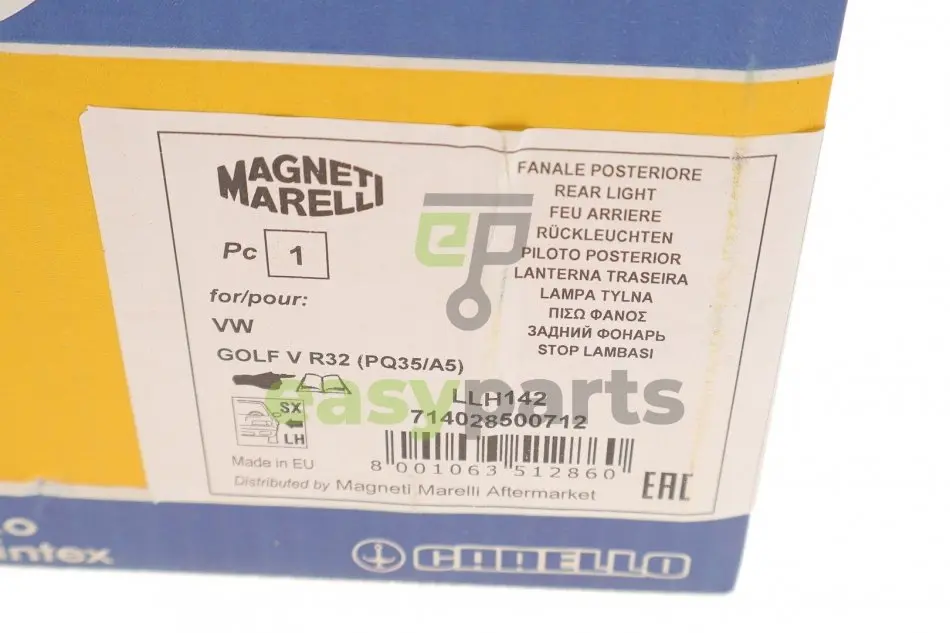 MAGNETI
MARELLI
Pc 1
for/pour:
VW
GOLF V R32 (PQ35/A5)
SX
LH
Made in EU
Distributed by Magneti Marelli Aftermarket
FANALE POSTERIORE
REAR LIGHT
FEU ARRIERE
RÜCKLEUCHTEN
PILOTO POSTERIOR
LANTERNA TRASEIRA
LAMPA TYLNA
ΠΙΣΩ ΦΑΝΟΣ
ЗАДНИЙ ФОНАРЬ
STOP LAMBASI
LLH142
714028500712
8 001063 512860
EAC
ep
easyparts
CARELLO